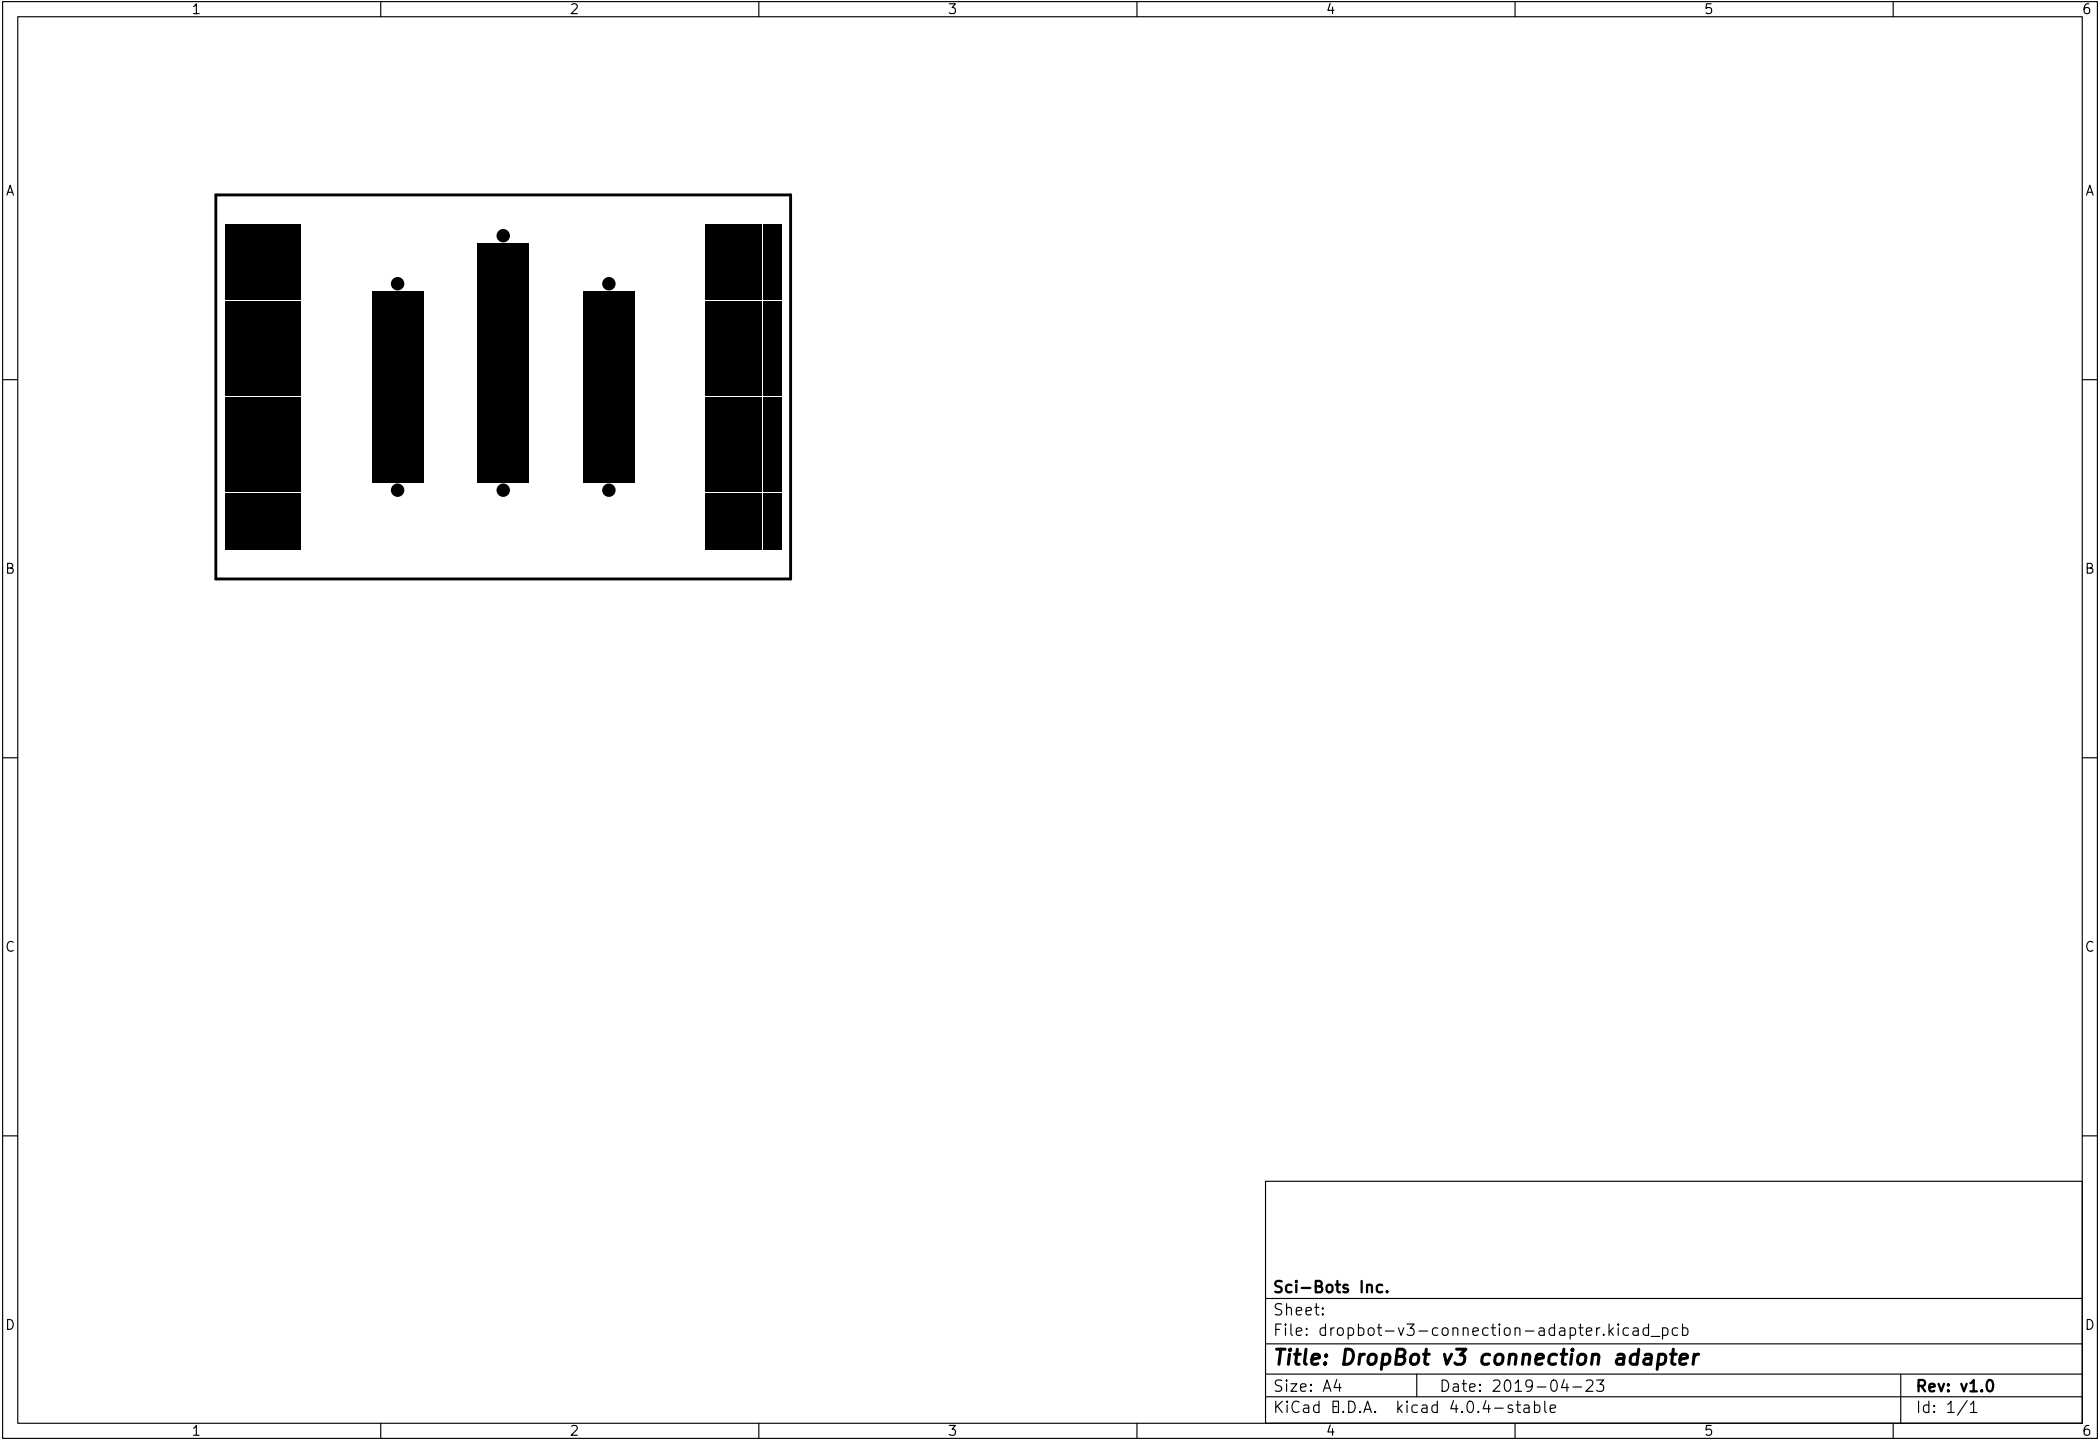 1 2 3 4 5 6
A A
B B
C C
Sci-Bots Inc.
Sheet:
D D
File: dropbot-v3-connection-adapter.kicad_pcb
Title: DropBot v3 connection adapter
Size: A4 Date: 2019-04-23 Rev: v1.0
KiCad E.D.A. kicad 4.0.4-stable Id: 1/1
1 2 3 4 5 6